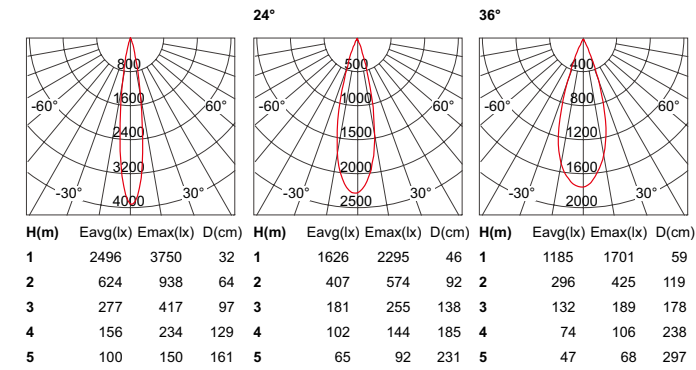 24° 36°
800 500 400
1600 1000 800
-60° 60° -60° 60° -60° 60°
2400 1500 1200
3200 2000 1600
-30° 30° -30° 30° -30° 30°
4000 2500 2000
H(m) Eavg(lx) Emax(lx) D(cm) H(m) Eavg(lx) Emax(lx) D(cm) H(m) Eavg(lx) Emax(lx) D(cm)
1 2496 3750 32 1 1626 2295 46 1 1185 1701 59
2 624 938 64 2 407 574 92 2 296 425 119
3 277 417 97 3 181 255 138 3 132 189 178
4 156 234 129 4 102 144 185 4 74 106 238
5 100 150 161 5 65 92 231 5 47 68 297